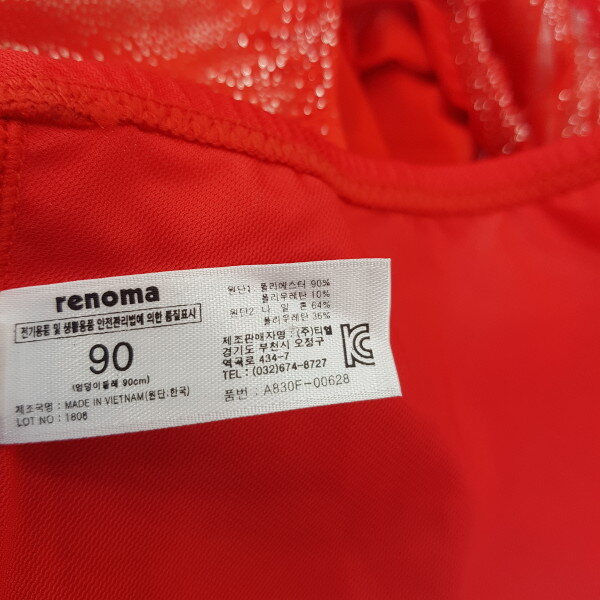 renoma
전기용품 및 생활용품 안전관리법에 의한 품질표시
90
(엉덩이둘레 90cm)
제조국명 : MADE IN VIETNAM(원단:한국)
LOT NO : 1808
원단1 : 폴리에스터 90%
폴리우레탄 10%
원단2 : 나 일 론 64%
폴리우레탄 36%
제조판매자명 : (주)티엘
경기도 부천시 오정구
역곡로 434-7
TEL : (032)674-8727
품번 : A830F-00628